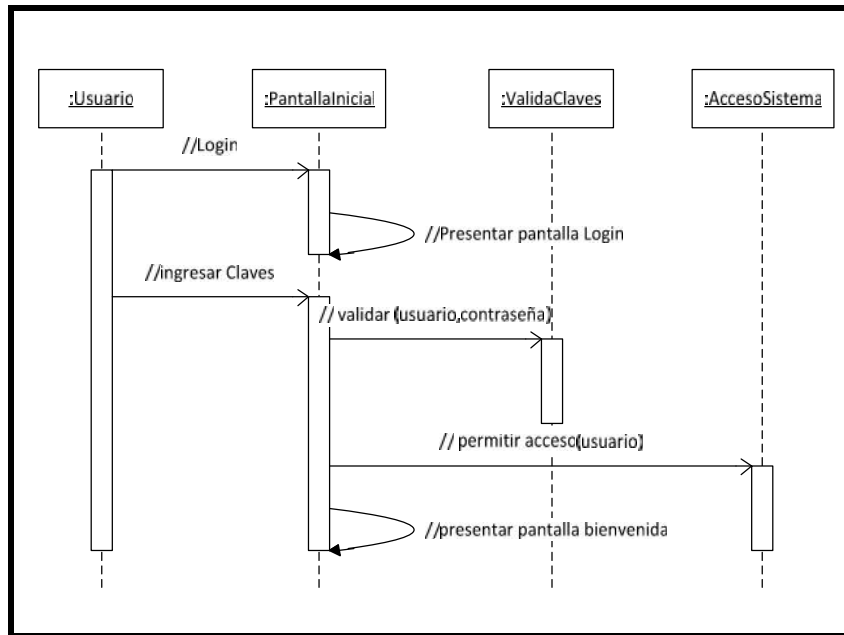 :Usuario
:PantallaInicial
:ValidaClaves
:AccesoSistema
//Login
//Presentar pantalla Login
//ingresar Claves
// validar (usuario,contraseña)
// permitir acceso(usuario)
//presentar pantalla bienvenida